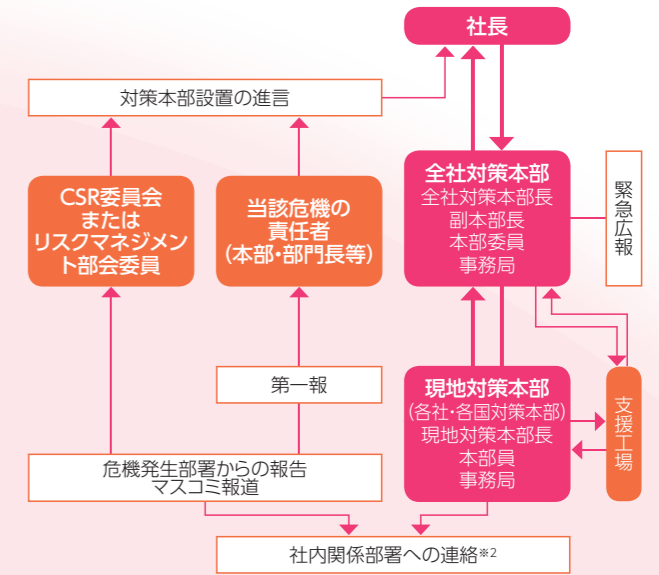 社長
対策本部設置の進言
CSR委員会
または
リスクマネジメン
ト部会委員
当該危機の
責任者
(本部・部門長等)
全社対策本部
全社対策本部長
副本部長
本部委員
事務局
緊急広報
第一報
現地対策本部
(各社・各国対策本部)
現地対策本部長
本部員
事務局
支援工場
危機発生部署からの報告
マスコミ報道
社内関係部署への連絡※2